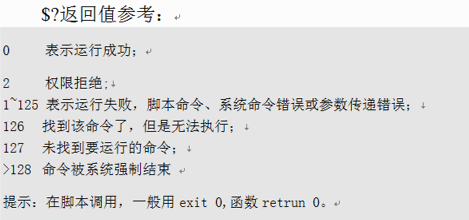 $?返回值参考：
0 表示运行成功；
2 权限拒绝;
1~125 表示运行失败，脚本命令、系统命令错误或参数传递错误；
126 找到该命令了，但是无法执行；
127 未找到要运行的命令；
>128 命令被系统强制结束
提示：在脚本调用，一般用 exit 0,函数 retrun 0。